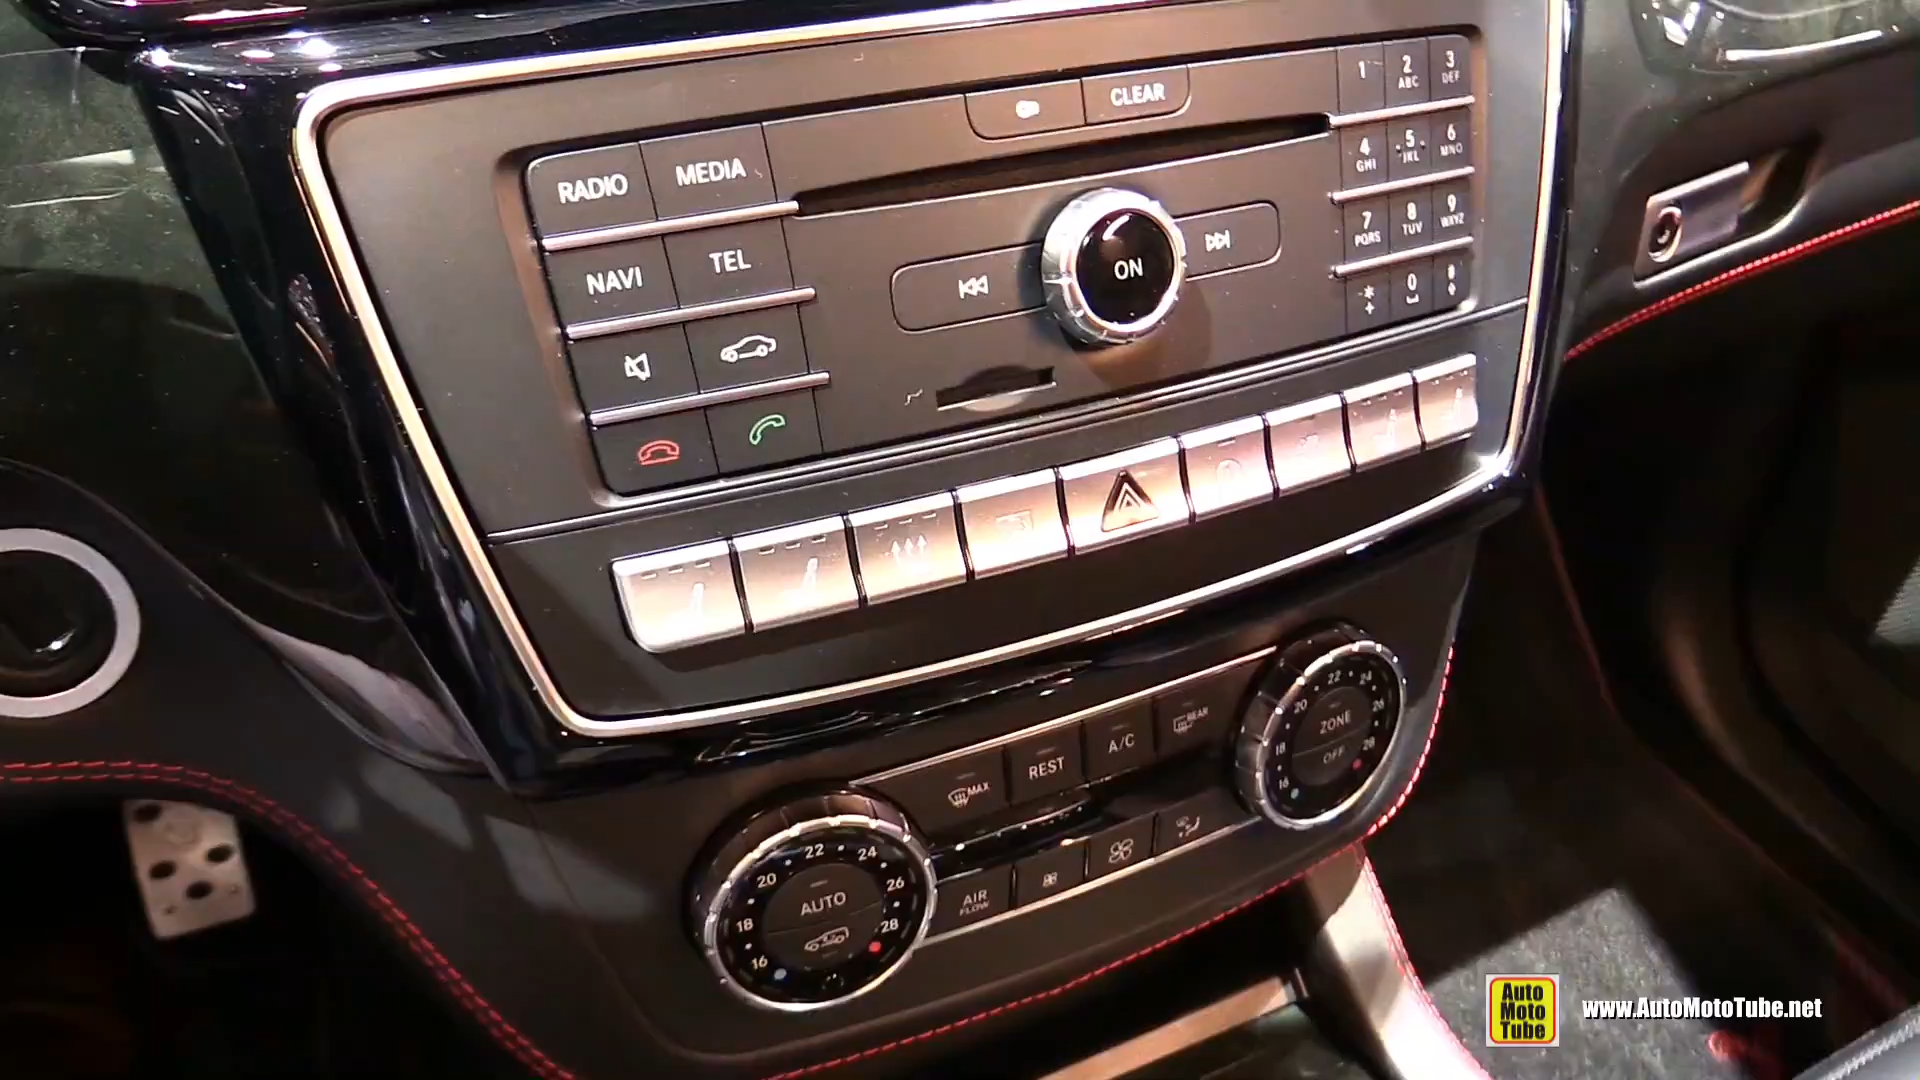 CLEAR
1
2 ABC
3 DEF
RADIO
MEDIA
4 GHI
5 JKL
6 MNO
NAVI
TEL
ON
7 PQRS
8 TUV
9 WXYZ
* +
0
MAX
REST
A/C
REAR
16 18 20 22 24 26 28
ZONE
OFF
16 18 20 22 24 26 28
AUTO
AIR
FLOW
Auto
Moto
Tube
www.AutoMotoTube.net